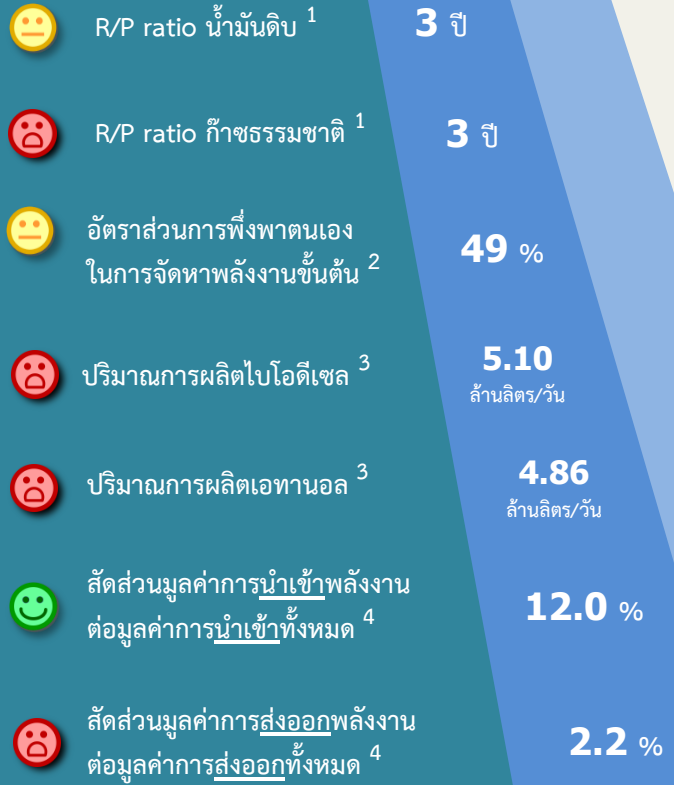 R/P ratio น้ำมันดิบ 1 3 ปี
R/P ratio ก๊าซธรรมชาติ 1 3 ปี
อัตราส่วนการพึ่งพาตนเอง
ในการจัดหาพลังงานขั้นต้น 2 49 %
ปริมาณการผลิตไบโอดีเซล 3 5.10
ล้านลิตร/วัน
ปริมาณการผลิตเอทานอล 3 4.86
ล้านลิตร/วัน
สัดส่วนมูลค่าการนำเข้าพลังงาน
ต่อมูลค่าการนำเข้าทั้งหมด 4 12.0 %
สัดส่วนมูลค่าการส่งออกพลังงาน
ต่อมูลค่าการส่งออกทั้งหมด 4 2.2 %